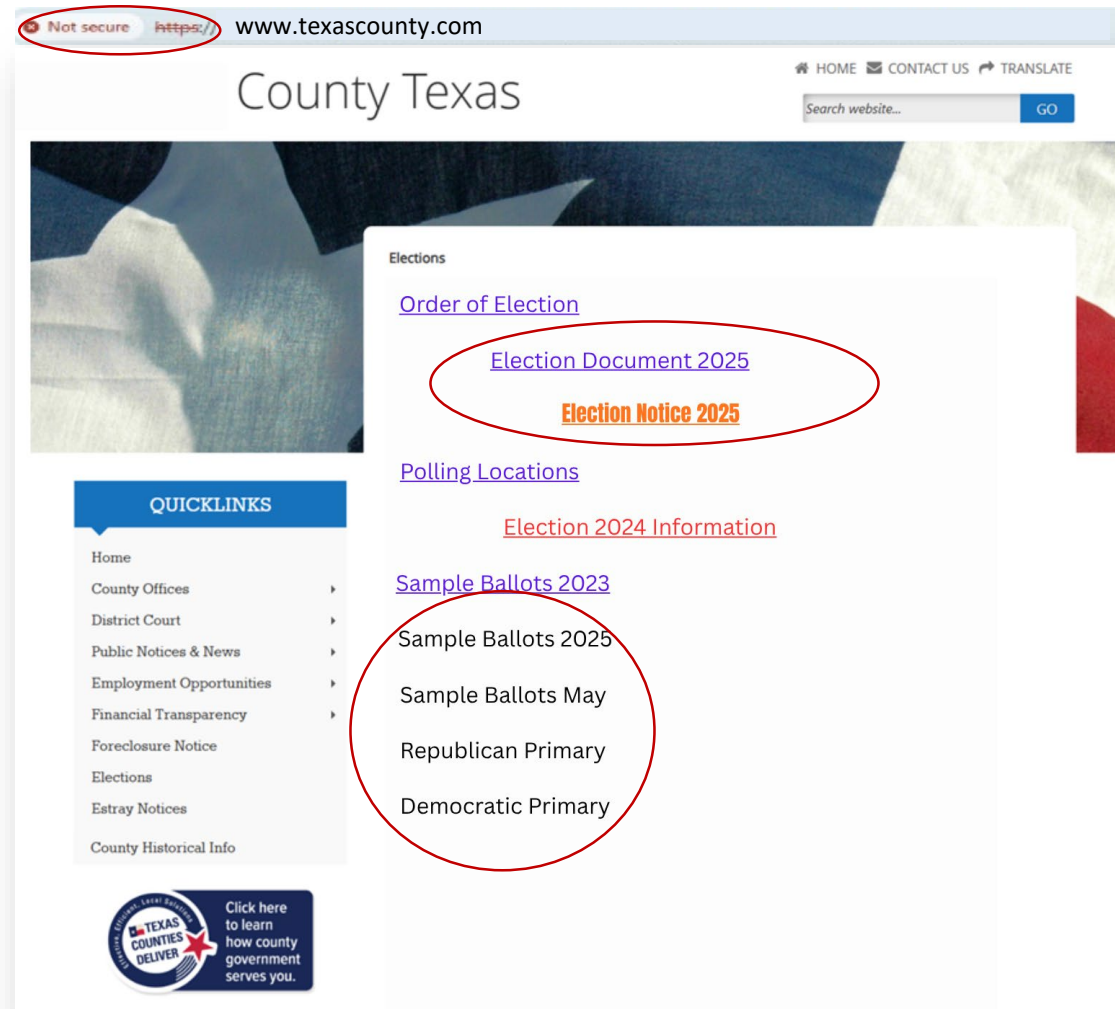 Not secure https:// www.texascounty.com
HOME CONTACT US TRANSLATE
County Texas
Search website... GO
Elections
Order of Election
Election Document 2025
Election Notice 2025
Polling Locations
Election 2024 Information
Sample Ballots 2023
Sample Ballots 2025
Sample Ballots May
Republican Primary
Democratic Primary
QUICKLINKS
Home
County Offices
District Court
Public Notices & News
Employment Opportunities
Financial Transparency
Foreclosure Notice
Elections
Estray Notices
County Historical Info
TEXAS
COUNTIES
DELIVER
Click here
to learn
how county
government
serves you.